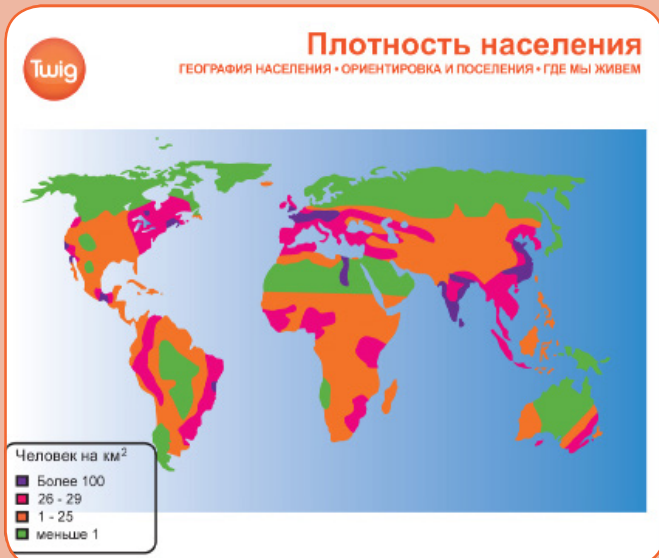 Twig
Плотность населения
ГЕОГРАФИЯ НАСЕЛЕНИЯ • ОРИЕНТИРОВКА И ПОСЕЛЕНИЯ • ГДЕ МЫ ЖИВЕМ
Человек на км²
Более 100
26 - 29
1 - 25
меньше 1